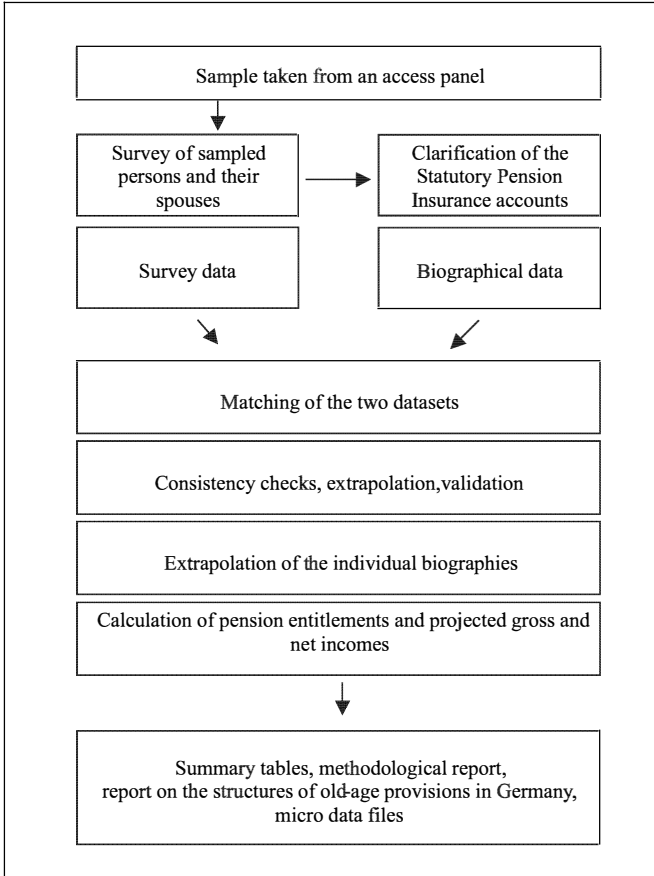 Sample taken from an access panel
Survey of sampled
persons and their
spouses
Clarification of the
Statutory Pension
Insurance accounts
Survey data
Biographical data
Matching of the two datasets
Consistency checks, extrapolation,validation
Extrapolation of the individual biographies
Calculation of pension entitlements and projected gross and
net incomes
Summary tables, methodological report,
report on the structures of old-age provisions in Germany,
micro data files